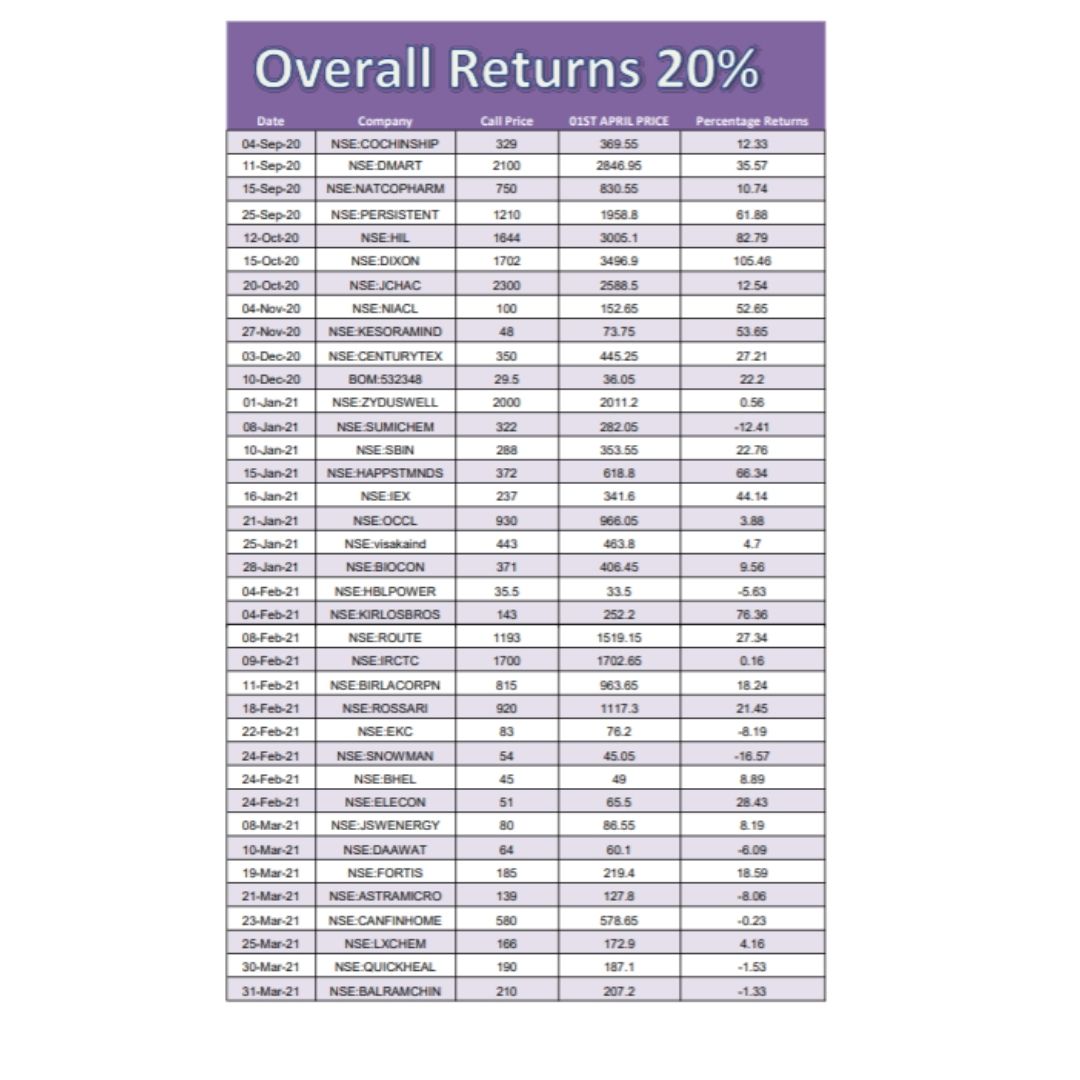 Overall Returns 20%
Date Company Call Price 01ST APRIL PRICE Percentage Returns
04-Sep-20 NSE:COCHINSHIP 329 369.55 12.33
11-Sep-20 NSE:DMART 2100 2846.95 35.57
15-Sep-20 NSE:NATCOPHARM 750 830.55 10.74
25-Sep-20 NSE:PERSISTENT 1210 1958.8 61.88
12-Oct-20 NSE:HIL 1644 3005.1 82.79
15-Oct-20 NSE:DIXON 1702 3496.9 105.46
20-Oct-20 NSE:JCHAC 2300 2588.5 12.54
04-Nov-20 NSE:NIACL 100 152.65 52.65
27-Nov-20 NSE:KESORAMIND 48 73.75 53.65
03-Dec-20 NSE:CENTURYTEX 350 445.25 27.21
10-Dec-20 BOM:532348 29.5 36.05 22.2
01-Jan-21 NSE:ZYDUSWELL 2000 2011.2 0.56
08-Jan-21 NSE:SUMICHEM 322 282.05 -12.41
10-Jan-21 NSE:SBIN 288 353.55 22.76
15-Jan-21 NSE:HAPPSTMNDS 372 618.8 66.34
16-Jan-21 NSE:IEX 237 341.6 44.14
21-Jan-21 NSE:OCCL 930 966.05 3.88
25-Jan-21 NSE:visakaind 443 463.8 4.7
28-Jan-21 NSE:BIOCON 371 406.45 9.56
04-Feb-21 NSE:HBLPOWER 35.5 33.5 -5.63
04-Feb-21 NSE:KIRLOSBROS 143 252.2 76.36
08-Feb-21 NSE:ROUTE 1193 1519.15 27.34
09-Feb-21 NSE:IRCTC 1700 1702.65 0.16
11-Feb-21 NSE:BIRLACORPN 815 963.65 18.24
18-Feb-21 NSE:ROSSARI 920 1117.3 21.45
22-Feb-21 NSE:EKC 83 76.2 -8.19
24-Feb-21 NSE:SNOWMAN 54 45.05 -16.57
24-Feb-21 NSE:BHEL 45 49 8.89
24-Feb-21 NSE:ELECON 51 65.5 28.43
08-Mar-21 NSE:JSWENERGY 80 86.55 8.19
10-Mar-21 NSE:DAAWAT 64 60.1 -6.09
19-Mar-21 NSE:FORTIS 185 219.4 18.59
21-Mar-21 NSE:ASTRAMICRO 139 127.8 -8.06
23-Mar-21 NSE:CANFINHOME 580 578.65 -0.23
25-Mar-21 NSE:LXCHEM 166 172.9 4.16
30-Mar-21 NSE:QUICKHEAL 190 187.1 -1.53
31-Mar-21 NSE:BALRAMCHIN 210 207.2 -1.33